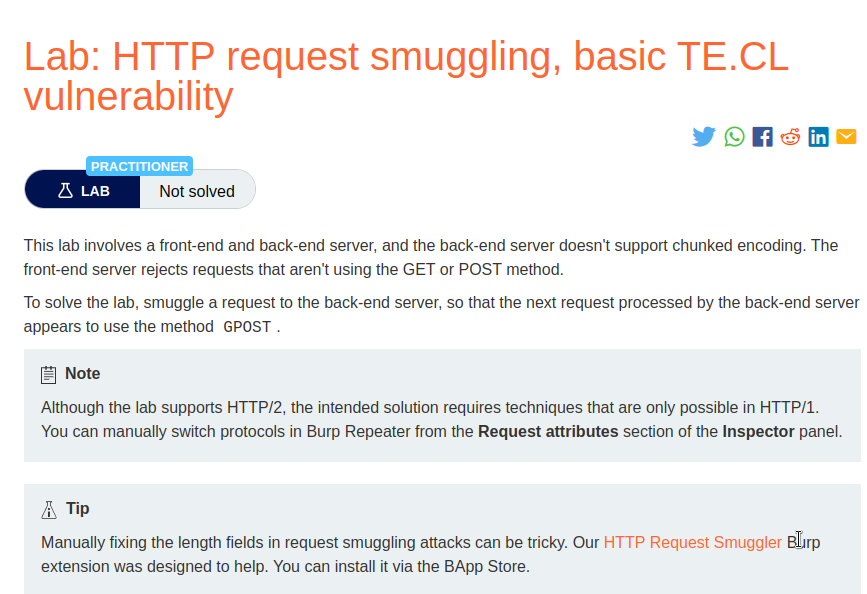 Lab: HTTP request smuggling, basic TE.CL
vulnerability
PRACTITIONER
LAB
Not solved
This lab involves a front-end and back-end server, and the back-end server doesn't support chunked encoding. The
front-end server rejects requests that aren't using the GET or POST method.
To solve the lab, smuggle a request to the back-end server, so that the next request processed by the back-end server
appears to use the method GPOST.
Note
Although the lab supports HTTP/2, the intended solution requires techniques that are only possible in HTTP/1.
You can manually switch protocols in Burp Repeater from the Request attributes section of the Inspector panel.
Tip
Manually fixing the length fields in request smuggling attacks can be tricky. Our HTTP Request Smuggler Burp
extension was designed to help. You can install it via the BApp Store.